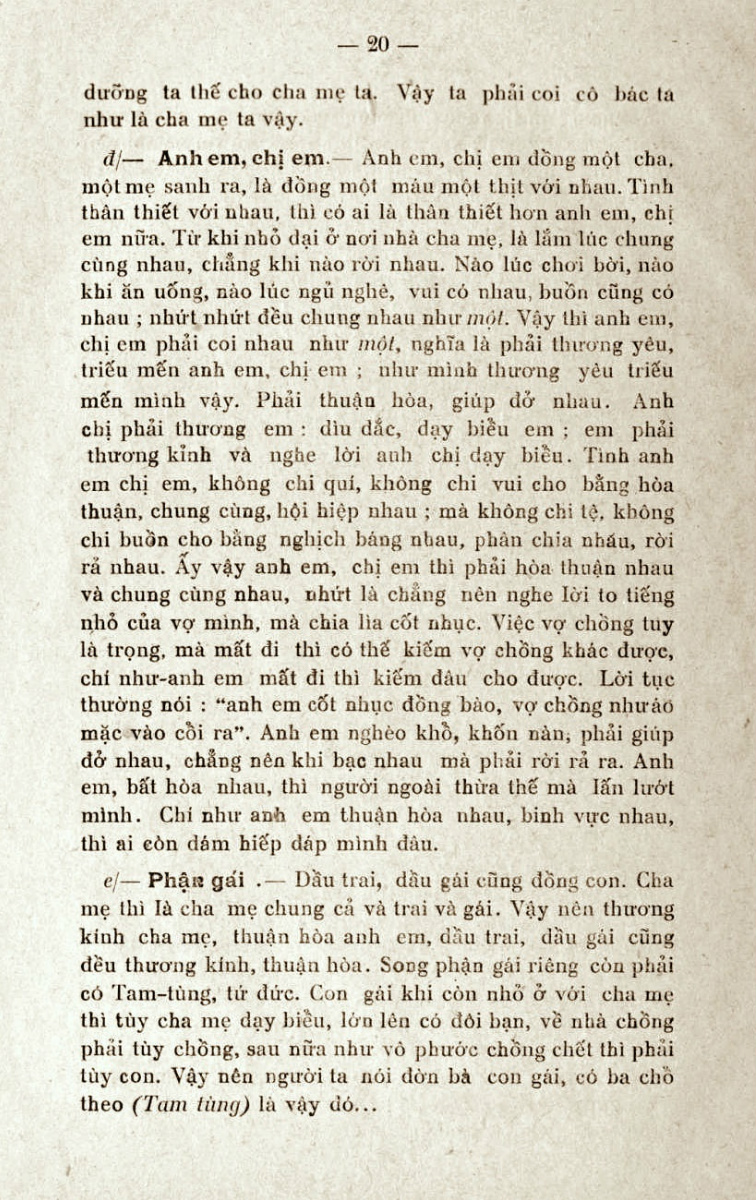 — 20 —
dưỡng ta thế cho cha mẹ ta. Vậy ta phải coi cô bác ta
như là cha mẹ ta vậy.
đ/— Anh em, chị em.— Anh em, chị em đồng một cha,
một mẹ sanh ra, là đồng một máu một thịt với nhau. Tình
thân thiết với nhau, thì có ai là thân thiết hơn anh em, chị
em nữa. Từ khi nhỏ dại ở nơi nhà cha mẹ, là lắm lúc chung
cùng nhau, chẳng khi nào rời nhau. Nào lúc chơi bời, nào
khi ăn uống, nào lúc ngủ nghê, vui có nhau, buồn cũng có
nhau ; nhứt nhứt đều chung nhau như một. Vậy thì anh em,
chị em phải coi nhau như một, nghĩa là phải thương yêu,
triếu mến anh em, chị em ; như mình thương yêu triếu
mến mình vậy. Phải thuận hòa, giúp đở nhau. Anh
chị phải thương em : dìu dắc, dạy biểu em ; em phải
thương kỉnh và nghe lời anh chị dạy biểu. Tình anh
em chị em, không chi quí, không chi vui cho bằng hòa
thuận, chung cùng, hội hiệp nhau ; mà không chi tệ, không
chi buồn cho bằng nghịch báng nhau, phân chia nháu, rời
rả nhau. Ấy vậy anh em, chị em thì phải hòa thuận nhau
và chung cùng nhau, nhứt là chẳng nên nghe lời to tiếng
nhỏ của vợ mình, mà chia lìa cốt nhục. Việc vợ chồng tuy
là trọng, mà mất đi thì có thể kiếm vợ chồng khác được,
chí như-anh em mất đi thì kiếm đâu cho được. Lời tục
thường nói : “anh em cốt nhục đồng bào, vợ chồng như áo
mặc vào cồi ra”. Anh em nghèo khổ, khốn nàn, phải giúp
đở nhau, chẳng nên khi bạc nhau mà phải rời rả ra. Anh
em, bất hòa nhau, thì người ngoài thừa thế mà lấn lướt
mình. Chí như anh em thuận hòa nhau, binh vực nhau,
thì ai còn dám hiếp đáp mình đâu.
e/— Phận gái .— Dầu trai, dầu gái cũng đồng con. Cha
mẹ thì là cha mẹ chung cả và trai và gái. Vậy nên thương
kính cha mẹ, thuận hòa anh em, dầu trai, dầu gái cũng
đều thương kính, thuận hòa. Song phận gái riêng còn phải
có Tam-tùng, tứ đức. Con gái khi còn nhỏ ở với cha mẹ
thì tùy cha mẹ dạy biểu, lớn lên có đôi bạn, về nhà chồng
phải tùy chồng, sau nữa như vô phước chồng chết thì phải
tùy con. Vậy nên người ta nói đờn bà con gái, có ba chỗ
theo (Tam tùng) là vậy đó...